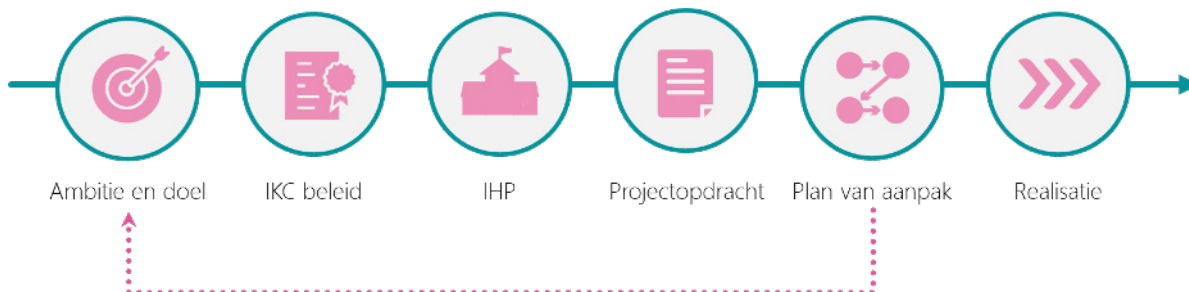 Ambitie en doel
IKC beleid
IHP
Projectopdracht
Plan van aanpak
Realisatie